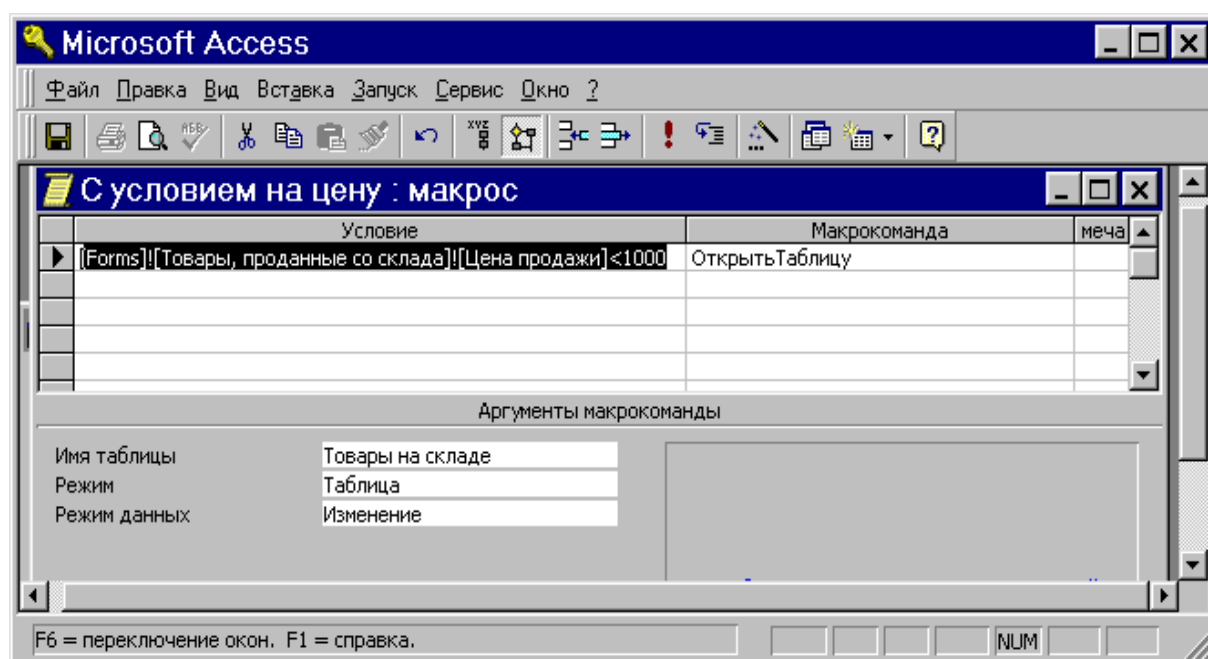 Microsoft Access
Файл Правка Вид Вставка Запуск Сервис Окно ?
С условием на цену : макрос
Условие Макрокоманда меча
[Forms]![Товары, проданные со склада]![Цена продажи]<1000 ОткрытьТаблицу
Аргументы макрокоманды
Имя таблицы Товары на складе
Режим Таблица
Режим данных Изменение
F6 = переключение окон. F1 = справка. NUM